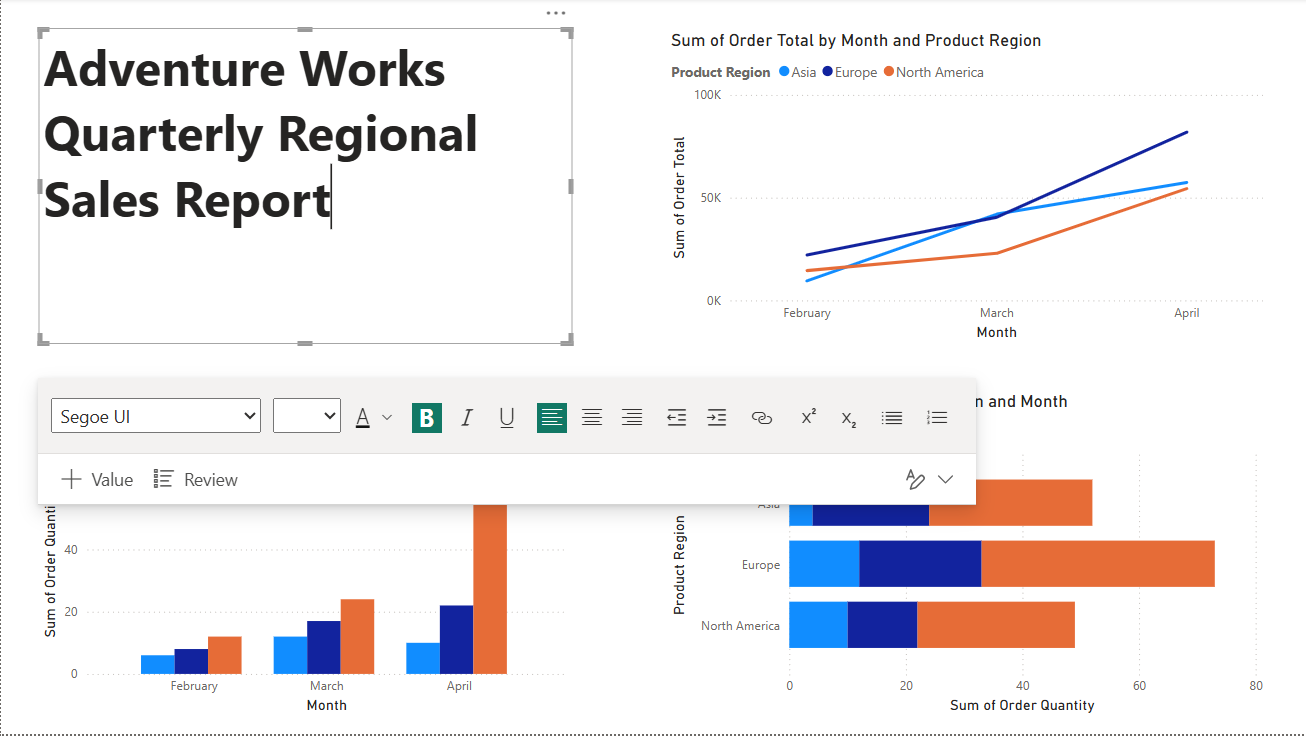 Adventure Works
Quarterly Regional
Sales Report
Sum of Order Total by Month and Product Region
Product Region Asia Europe North America
100K
50K
0K
Sum of Order Total
February March April
Month
Segoe UI
A B I U x² x₂
Value Review
n and Month
Sum of Order Quanti
40
20
0
February March April
Month
Product Region
Asia
Europe
North America
0 20 40 60 80
Sum of Order Quantity